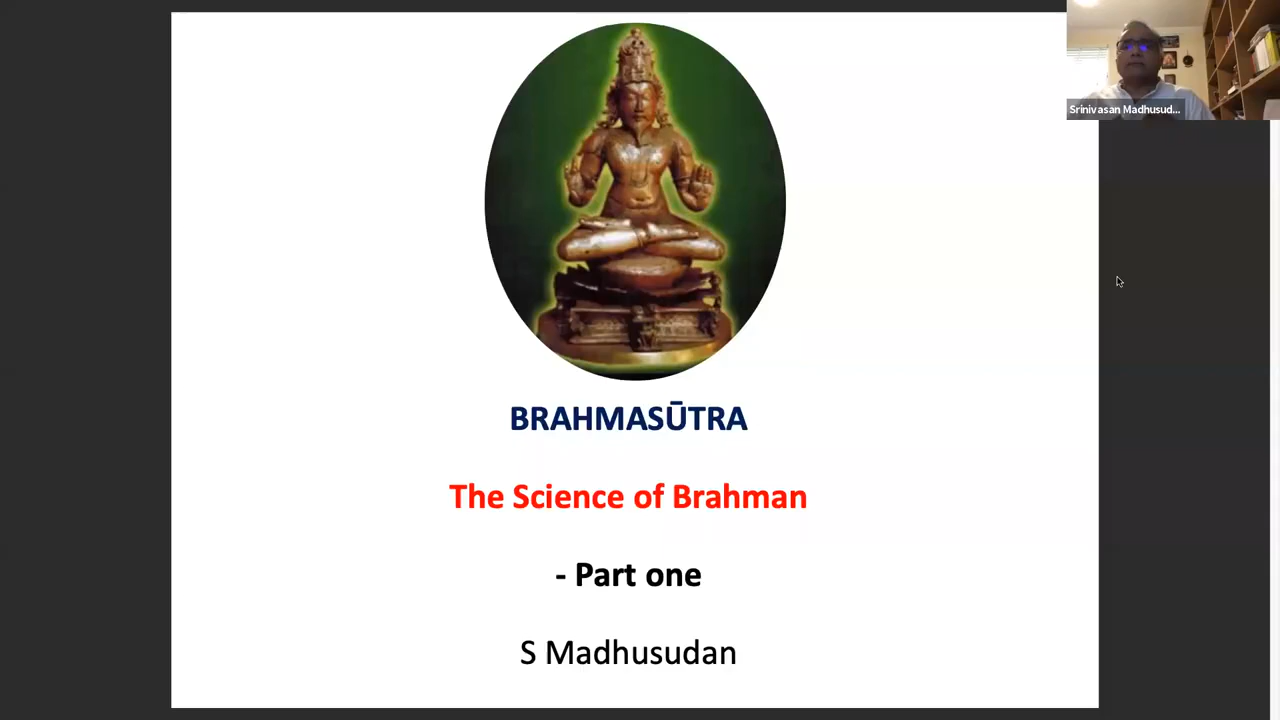 Srinivasan Madhusud...
BRAHMASŪTRA
The Science of Brahman
- Part one
S Madhusudan